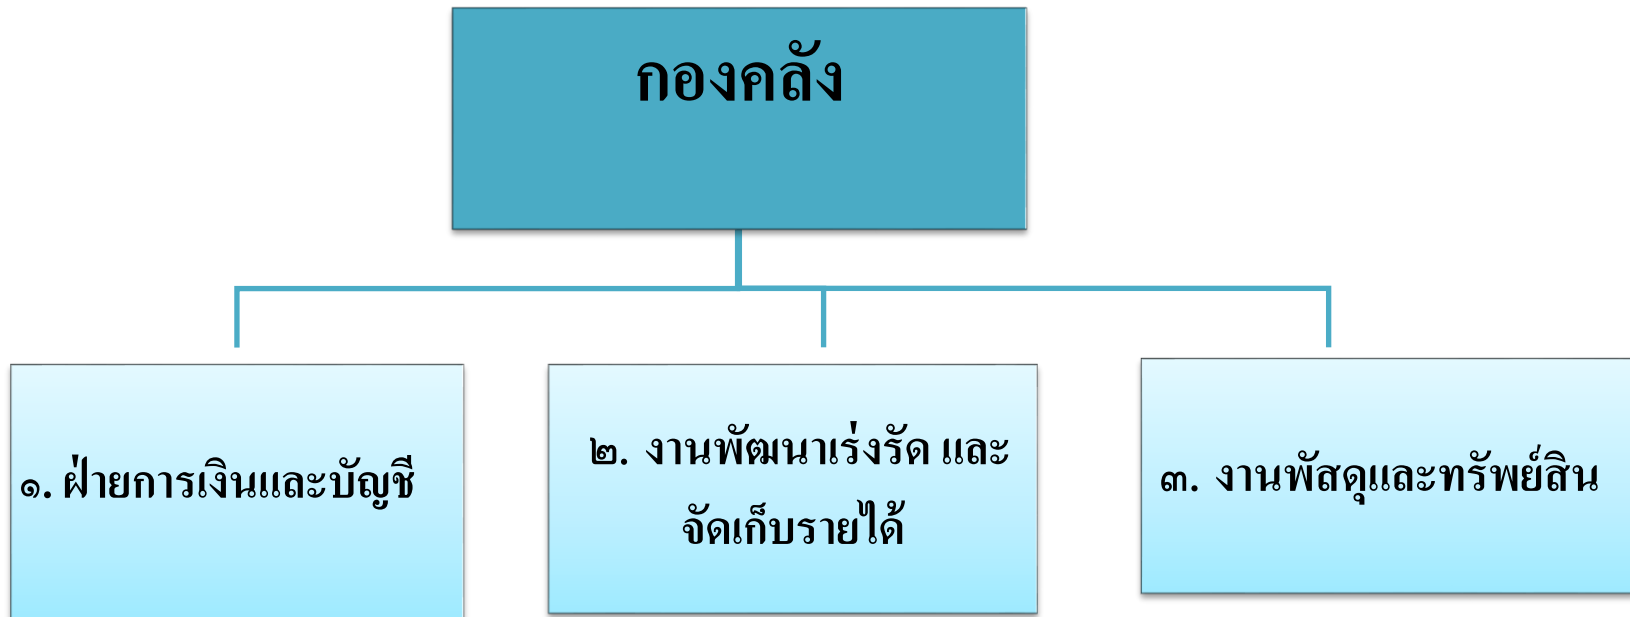 กองคลัง
๑. ฝ่ายการเงินและบัญชี
๒. งานพัฒนาเร่งรัด และ
จัดเก็บรายได้
๓. งานพัสดุและทรัพย์สิน